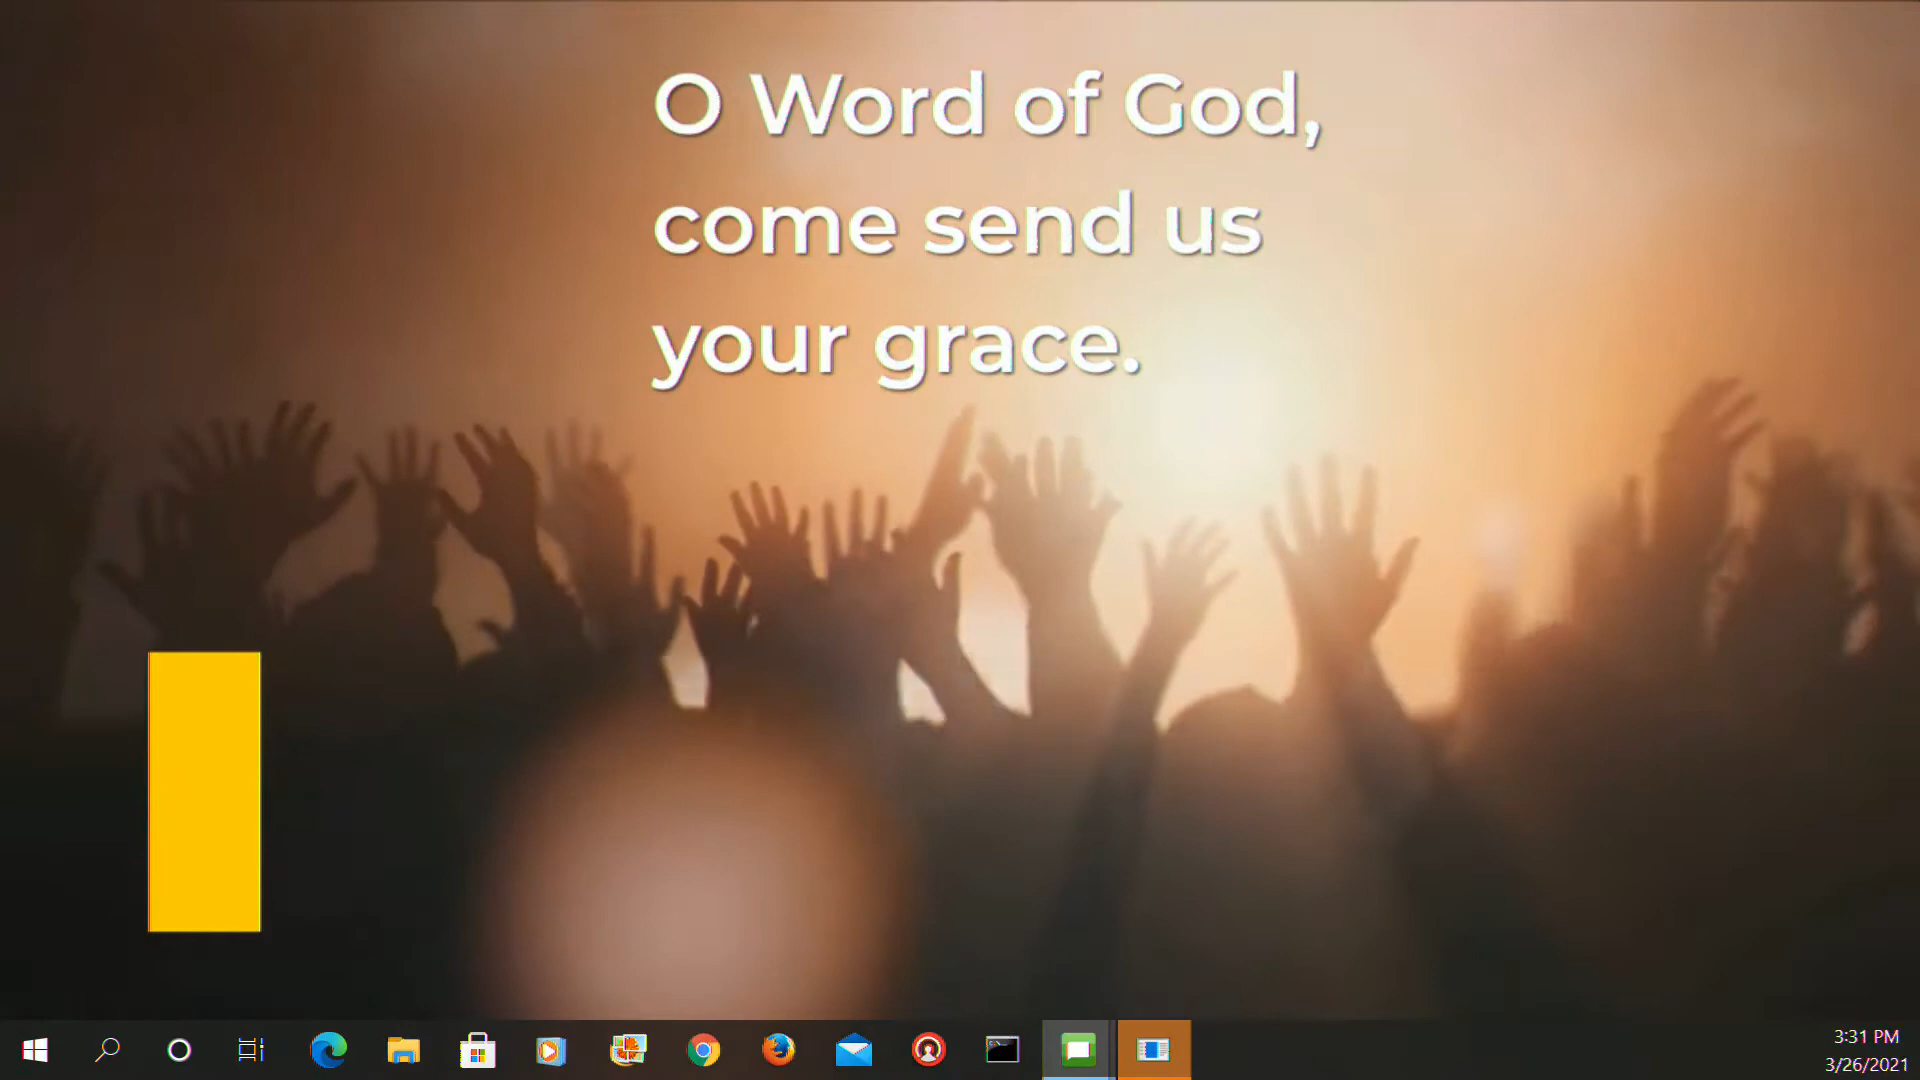 O Word of God,
come send us
your grace.
3:31 PM
3/26/2021